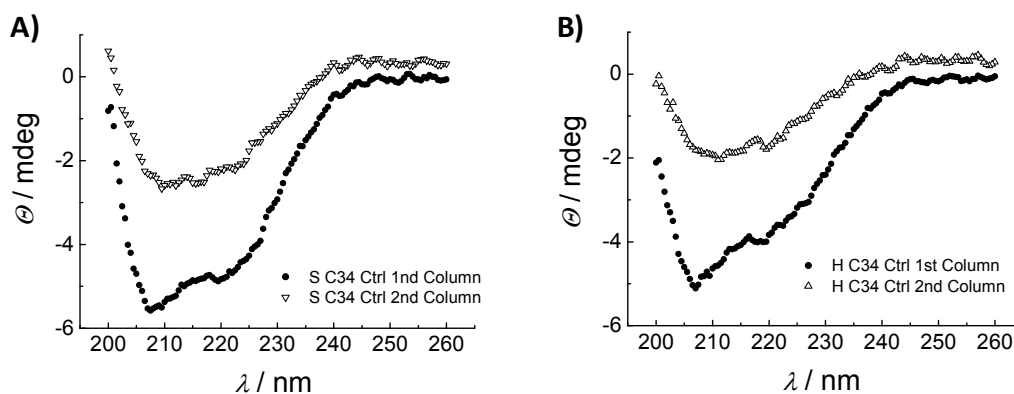 A)
0
-2
-4
-6
Θ / mdeg
S C34 Ctrl 1nd Column
S C34 Ctrl 2nd Column
200 210 220 230 240 250 260
λ / nm
B)
0
-2
-4
-6
Θ / mdeg
H C34 Ctrl 1st Column
H C34 Ctrl 2nd Column
200 210 220 230 240 250 260
λ / nm